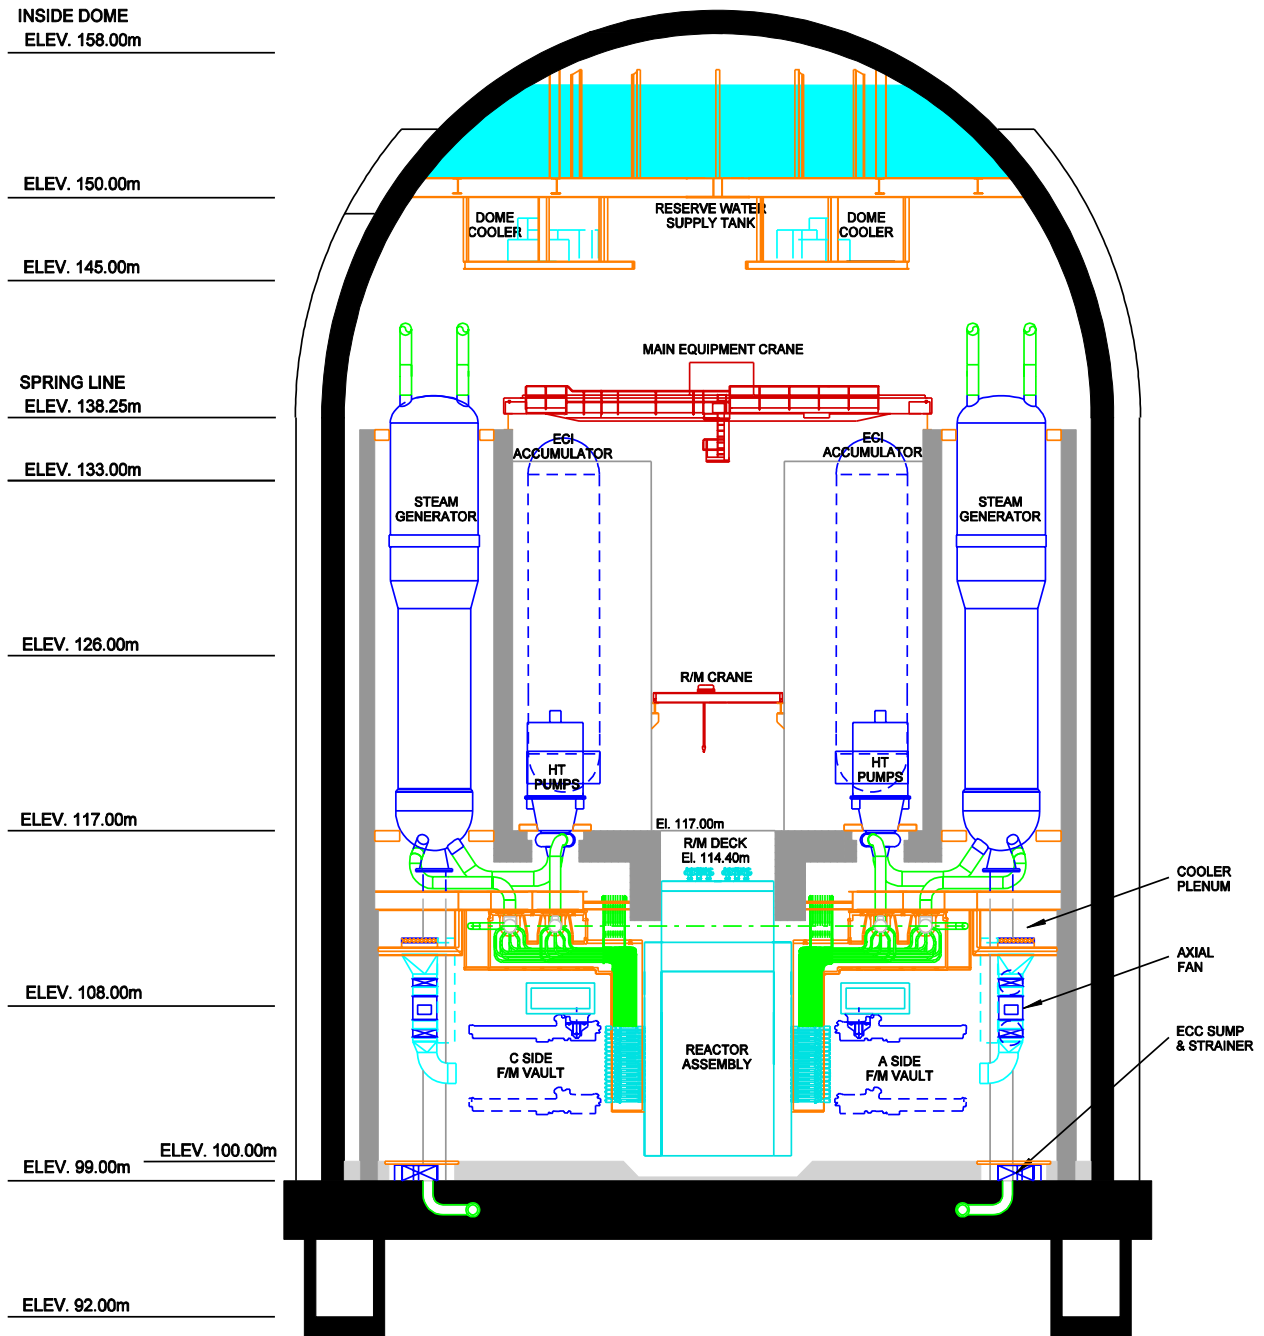 INSIDE DOME
ELEV. 158.00m
ELEV. 150.00m
RESERVE WATER
SUPPLY TANK
DOME
COOLER
DOME
COOLER
ELEV. 145.00m
MAIN EQUIPMENT CRANE
SPRING LINE
ELEV. 138.25m
ECI
ACCUMULATOR
ECI
ACCUMULATOR
ELEV. 133.00m
STEAM
GENERATOR
STEAM
GENERATOR
ELEV. 126.00m
R/M CRANE
HT
PUMPS
HT
PUMPS
ELEV. 117.00m
El. 117.00m
R/M DECK
El. 114.40m
COOLER
PLENUM
AXIAL
FAN
ELEV. 108.00m
ECC SUMP
& STRAINER
REACTOR
ASSEMBLY
C SIDE
F/M VAULT
A SIDE
F/M VAULT
ELEV. 100.00m
ELEV. 99.00m
ELEV. 92.00m